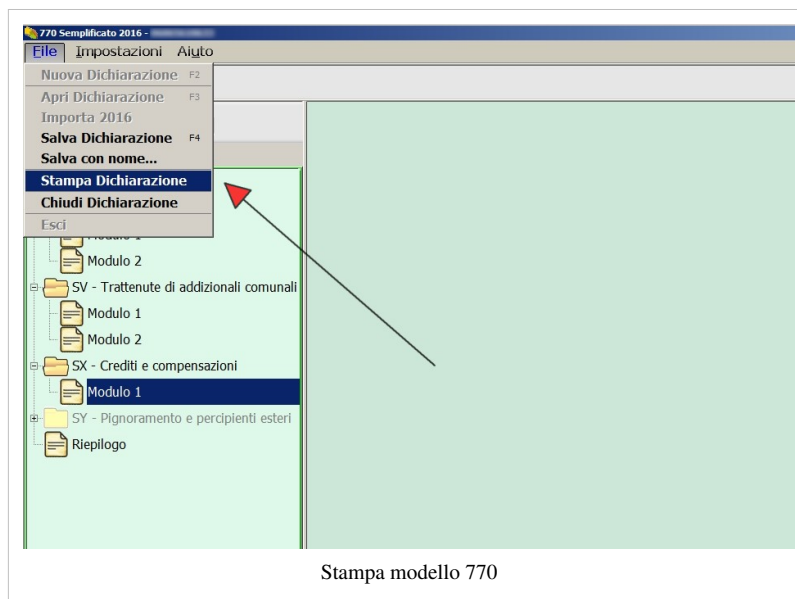 770 Semplificato 2016 -
File Impostazioni Aiuto
Nuova Dichiarazione F2
Apri Dichiarazione F3
Importa 2016
Salva Dichiarazione F4
Salva con nome...
Stampa Dichiarazione
Chiudi Dichiarazione
Esci
Modulo 1
Modulo 2
SV - Trattenute di addizionali comunali
Modulo 1
Modulo 2
SX - Crediti e compensazioni
Modulo 1
SY - Pignoramento e percipienti esteri
Riepilogo
Stampa modello 770